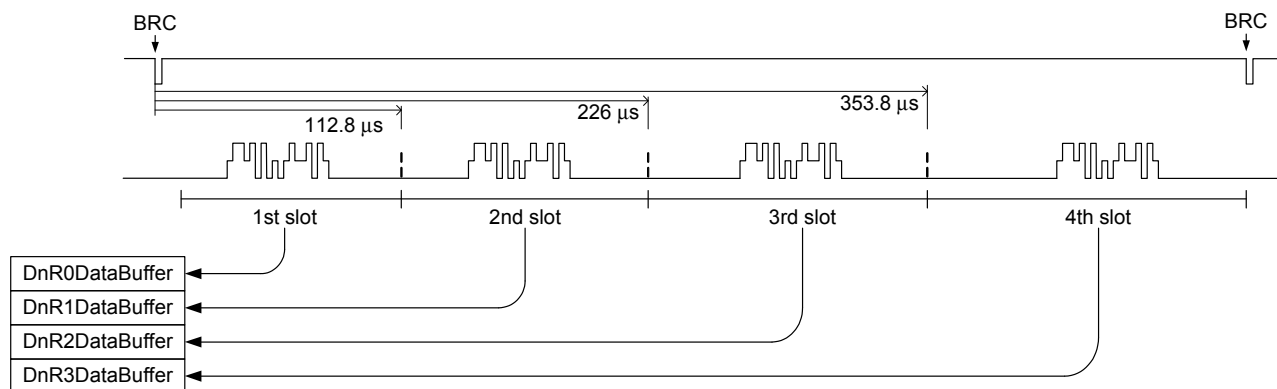 BRC BRC
353.8 μs
226 μs
112.8 μs
1st slot 2nd slot 3rd slot 4th slot
DnR0DataBuffer
DnR1DataBuffer
DnR2DataBuffer
DnR3DataBuffer